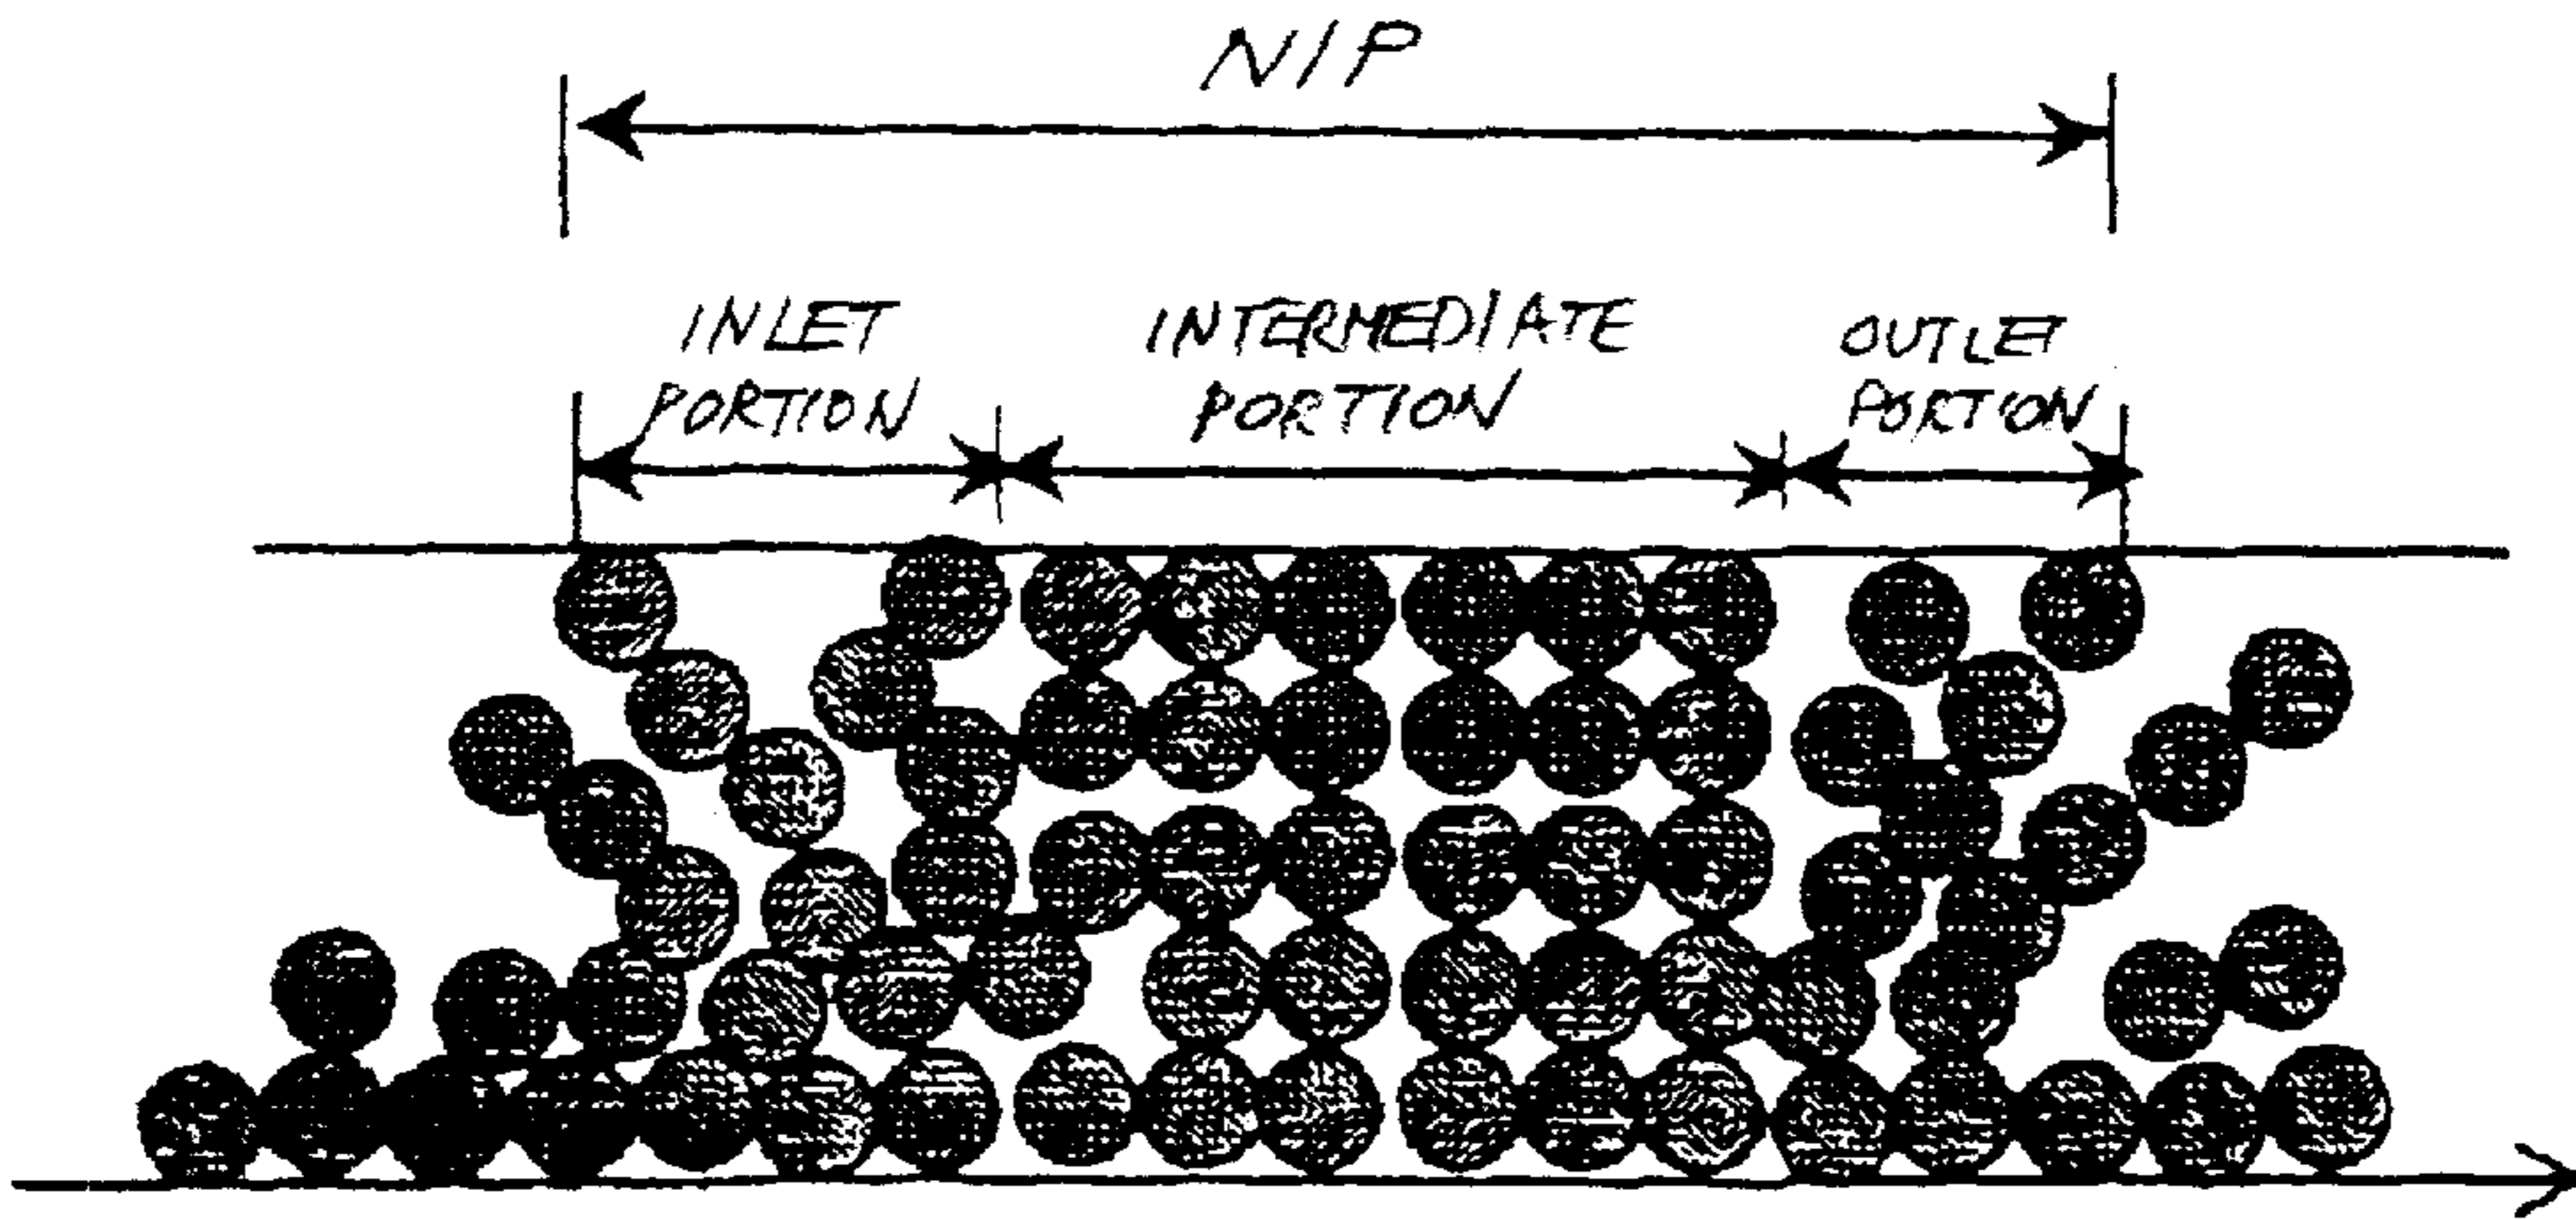 NIP
INLET
PORTION
INTERMEDIATE
PORTION
OUTLET
PORTION